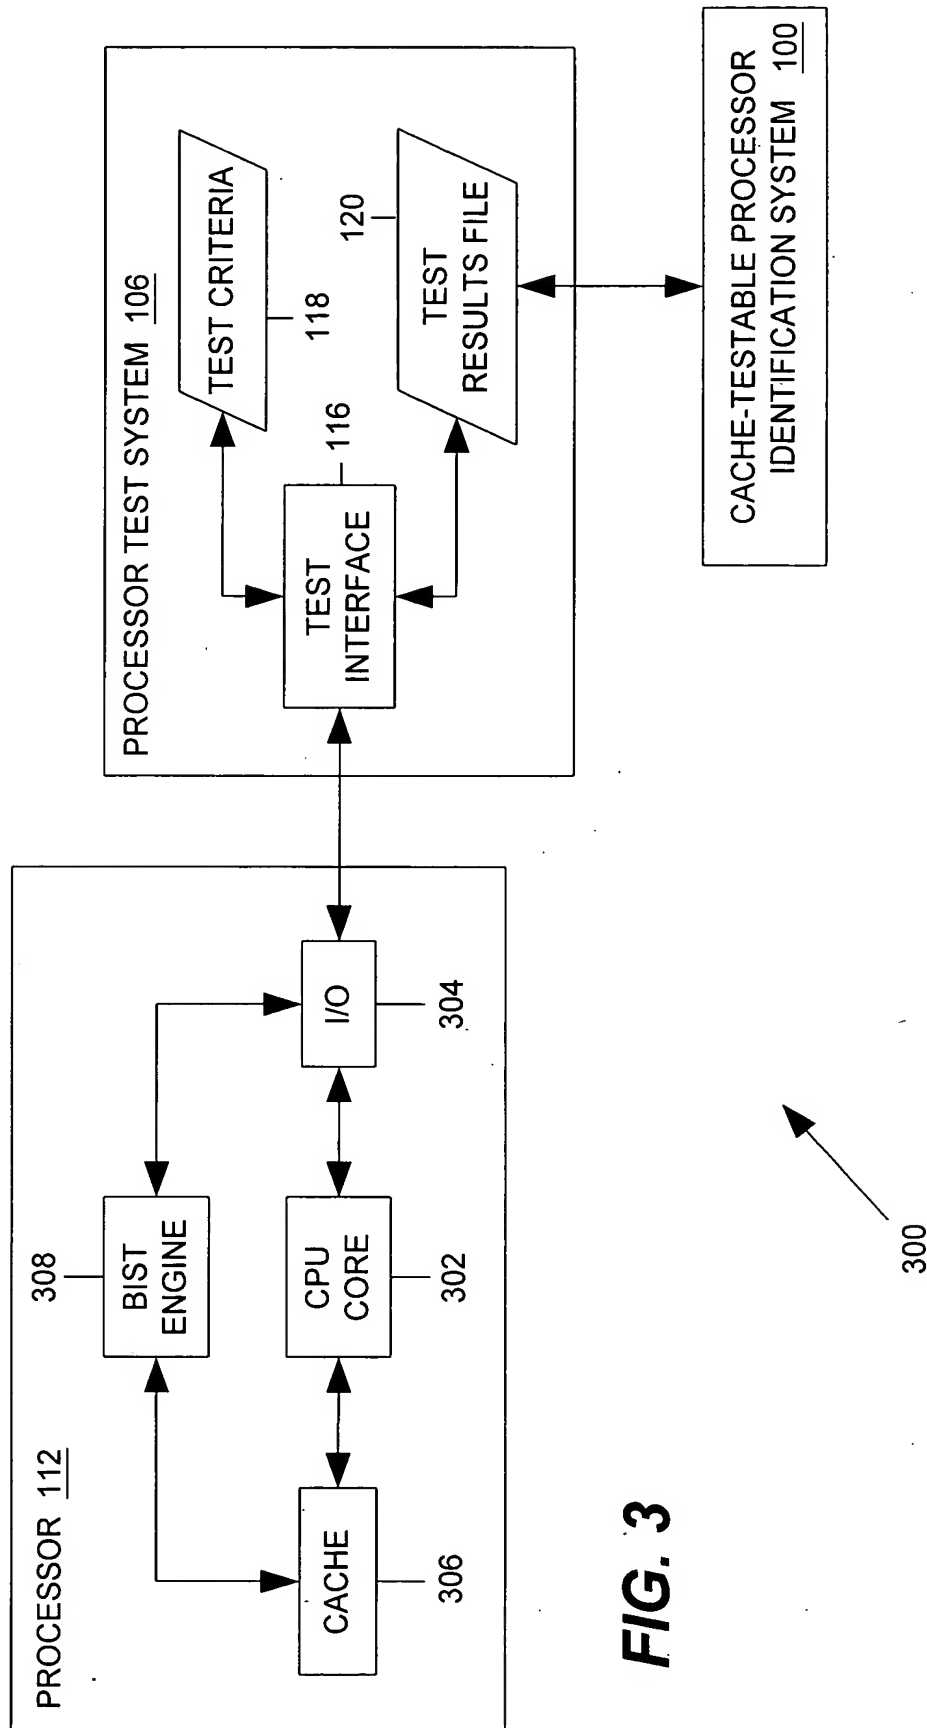 PROCESSOR 112
308
BIST
ENGINE
CACHE
306
CPU
CORE
302
I/O
304
PROCESSOR TEST SYSTEM 106
TEST CRITERIA
118
TEST
INTERFACE
116
120
TEST
RESULTS FILE
CACHE-TESTABLE PROCESSOR
IDENTIFICATION SYSTEM 100
300
FIG. 3